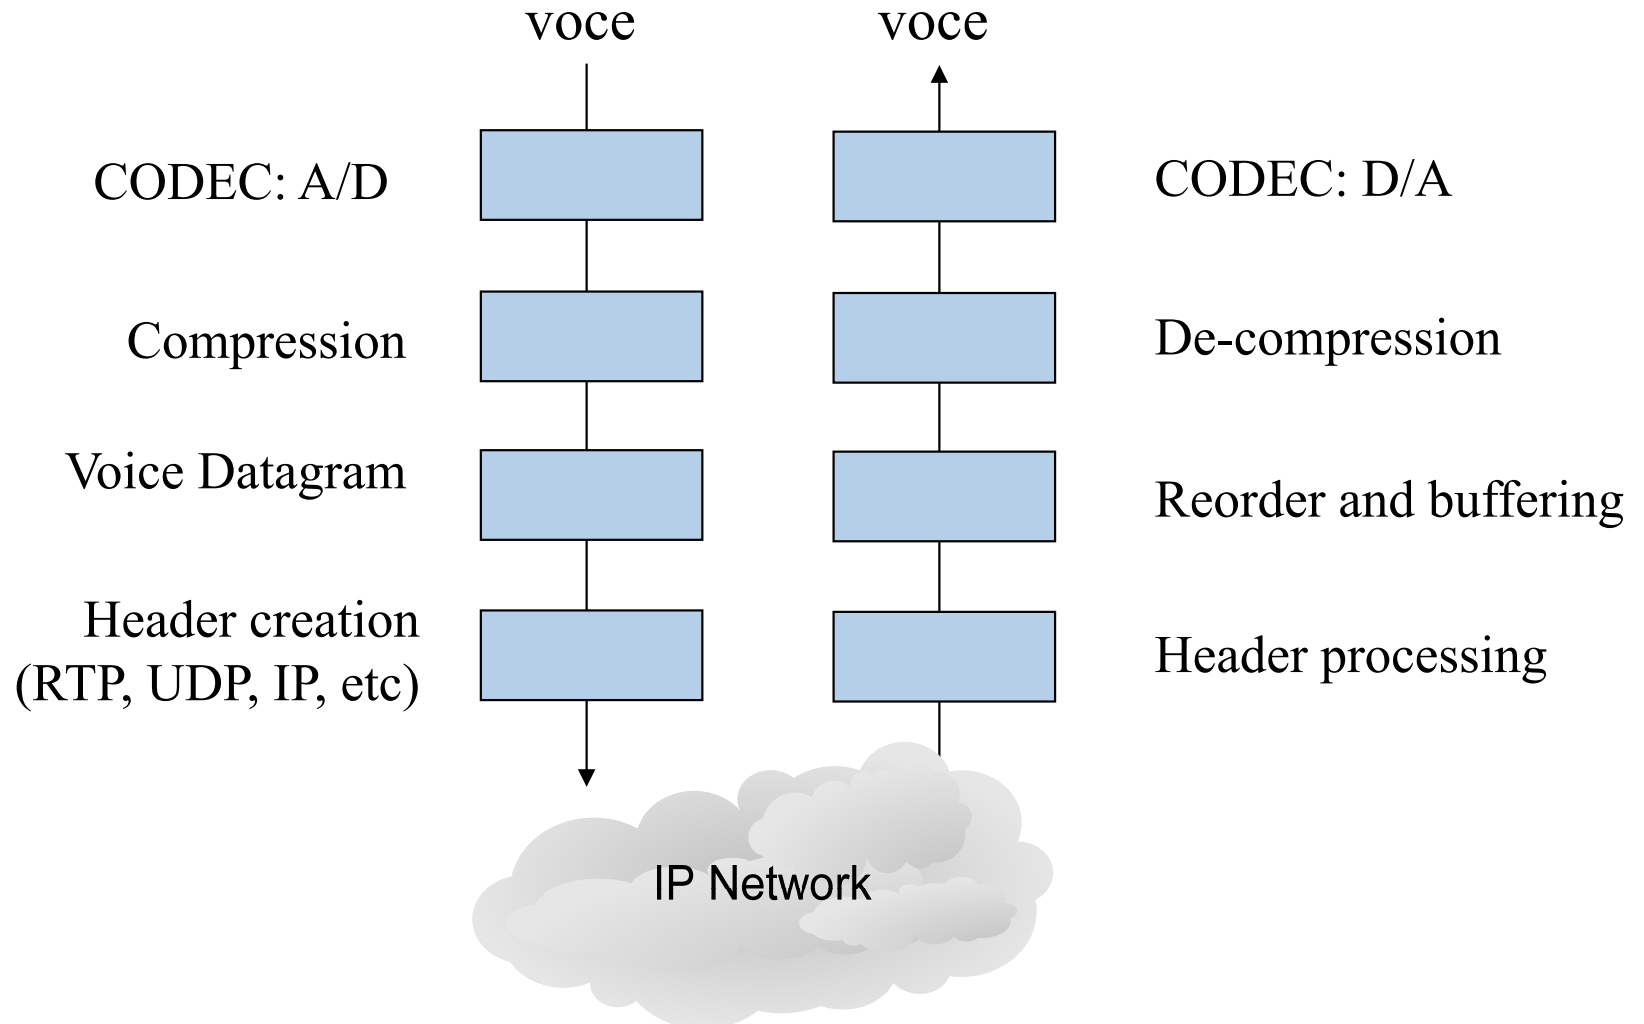 voce
voce
CODEC: A/D
CODEC: D/A
Compression
De-compression
Voice Datagram
Reorder and buffering
Header creation
(RTP, UDP, IP, etc)
Header processing
IP Network